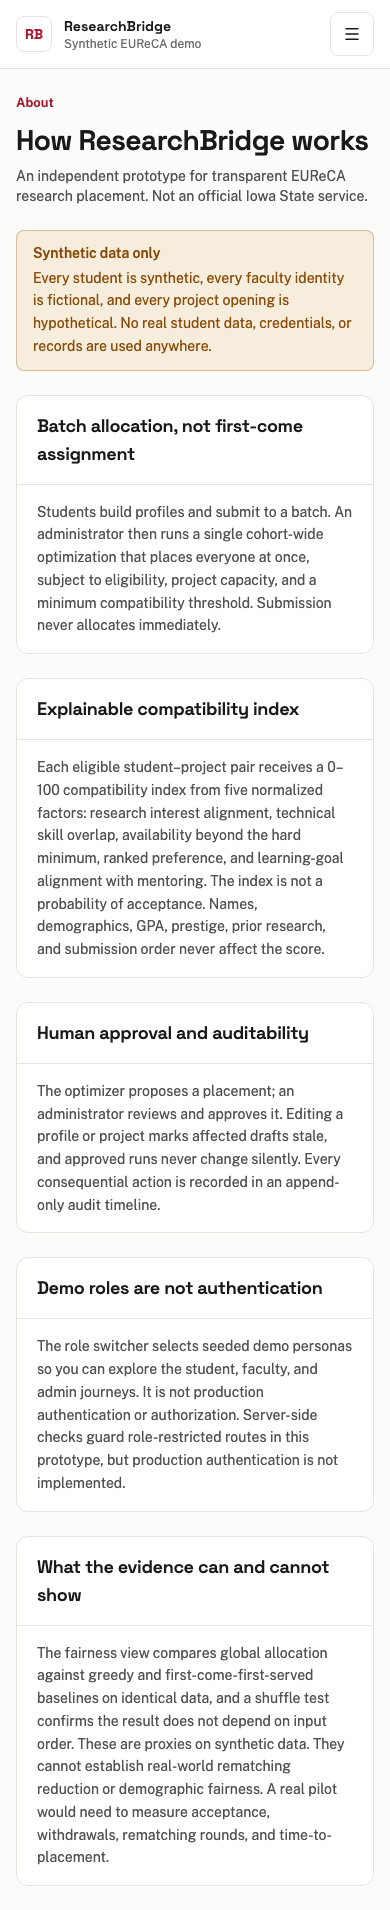 RB
ResearchBridge
Synthetic EUReCA demo
About
How ResearchBridge works
An independent prototype for transparent EUReCA
research placement. Not an official Iowa State service.
Synthetic data only
Every student is synthetic, every faculty identity
is fictional, and every project opening is
hypothetical. No real student data, credentials, or
records are used anywhere.
Batch allocation, not first-come
assignment
Students build profiles and submit to a batch. An
administrator then runs a single cohort-wide
optimization that places everyone at once,
subject to eligibility, project capacity, and a
minimum compatibility threshold. Submission
never allocates immediately.
Explainable compatibility index
Each eligible student–project pair receives a 0–
100 compatibility index from five normalized
factors: research interest alignment, technical
skill overlap, availability beyond the hard
minimum, ranked preference, and learning-goal
alignment with mentoring. The index is not a
probability of acceptance. Names,
demographics, GPA, prestige, prior research,
and submission order never affect the score.
Human approval and auditability
The optimizer proposes a placement; an
administrator reviews and approves it. Editing a
profile or project marks affected drafts stale,
and approved runs never change silently. Every
consequential action is recorded in an append-
only audit timeline.
Demo roles are not authentication
The role switcher selects seeded demo personas
so you can explore the student, faculty, and
admin journeys. It is not production
authentication or authorization. Server-side
checks guard role-restricted routes in this
prototype, but production authentication is not
implemented.
What the evidence can and cannot
show
The fairness view compares global allocation
against greedy and first-come-first-served
baselines on identical data, and a shuffle test
confirms the result does not depend on input
order. These are proxies on synthetic data. They
cannot establish real-world rematching
reduction or demographic fairness. A real pilot
would need to measure acceptance,
withdrawals, rematching rounds, and time-to-
placement.